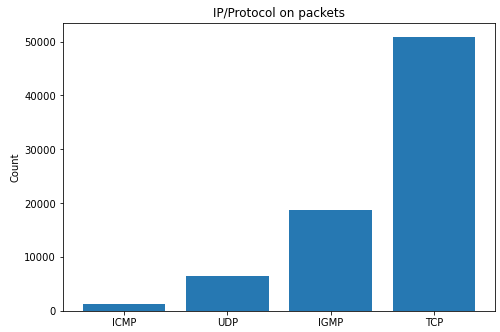 IP/Protocol on packets
50000
40000
30000
20000
10000
0
Count
ICMP
UDP
IGMP
TCP